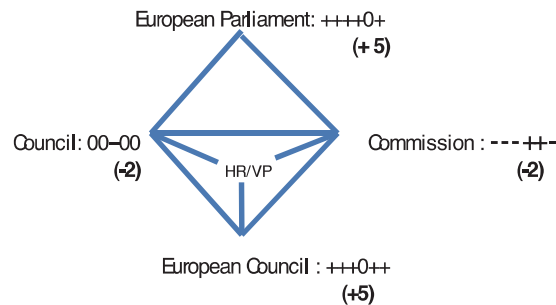 European Parliament: ++++0+
(+ 5)
Council: 00–00
(-2)
HR/VP
Commission : ---++-
(-2)
European Council : +++0++
(+5)